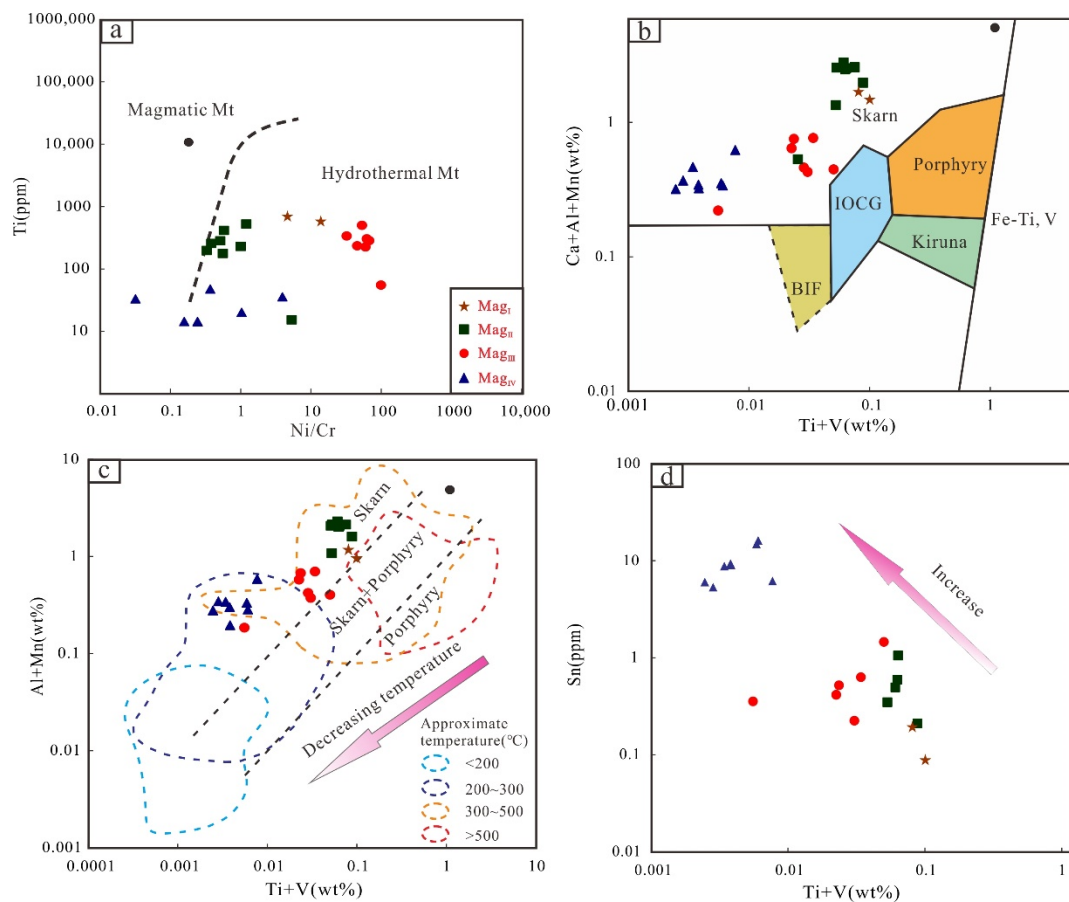 a
1000,000
100,000
10,000
1000
100
10
Ti(ppm)
Magmatic Mt
Hydrothermal Mt
MagI
MagII
MagIII
MagIV
0.01
0.1
1
10
100
1000
10,000
Ni/Cr
b
1
0.1
0.01
Ca+Al+Mn(wt%)
Skarn
Porphyry
IOCG
Fe-Ti, V
Kiruna
BIF
0.001
0.01
0.1
1
Ti+V(wt%)
c
10
1
0.1
0.01
0.001
Al+Mn(wt%)
Skarn
Skarn+Porphyry
Porphyry
Decreasing temperature
Approximate
temperature(℃)
<200
200~300
300~500
>500
0.0001
0.001
0.01
0.1
1
10
Ti+V(wt%)
d
100
10
1
0.1
0.01
Sn(ppm)
Increase
0.001
0.01
0.1
1
Ti+V(wt%)